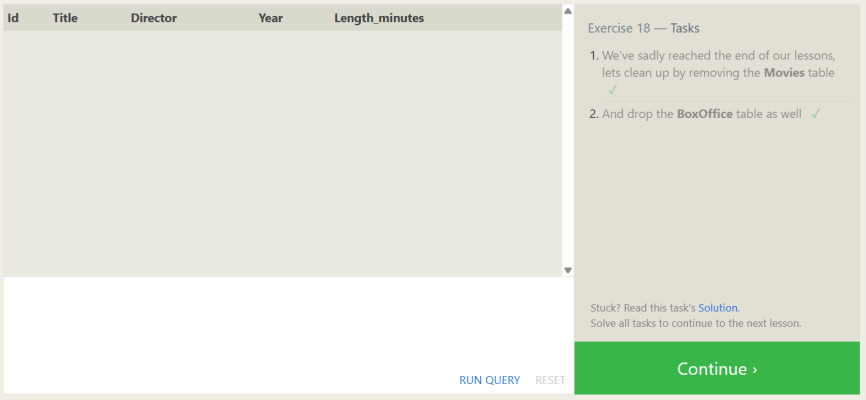 Id Title Director Year Length_minutes
Exercise 18 — Tasks
1. We've sadly reached the end of our lessons,
lets clean up by removing the Movies table
✓
2. And drop the BoxOffice table as well ✓
Stuck? Read this task's Solution.
Solve all tasks to continue to the next lesson.
RUN QUERY RESET
Continue ›